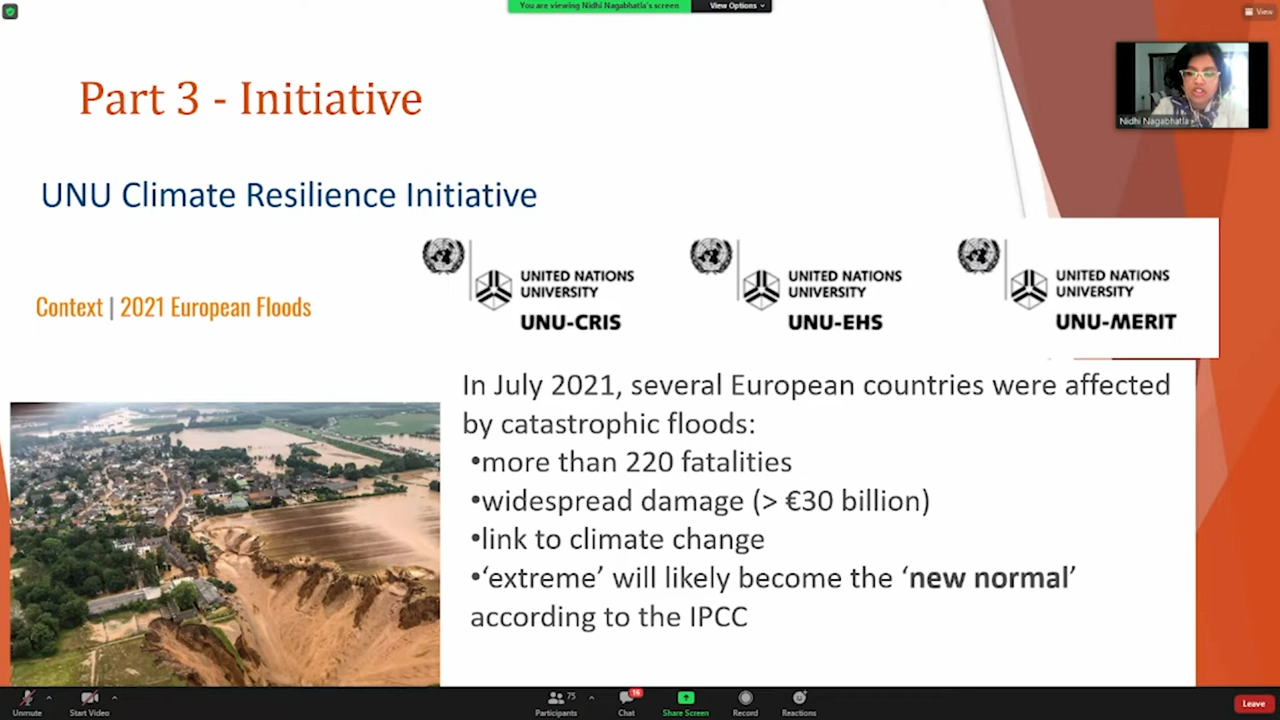 You are viewing Nidhi Nagabhatla's screen
View Options
View
Part 3 - Initiative
Nidhi Nagabhatla
UNU Climate Resilience Initiative
UNITED NATIONS
UNIVERSITY
UNU-CRIS
UNITED NATIONS
UNIVERSITY
UNU-EHS
UNITED NATIONS
UNIVERSITY
UNU-MERIT
Context | 2021 European Floods
In July 2021, several European countries were affected
by catastrophic floods:
•more than 220 fatalities
•widespread damage (> €30 billion)
•link to climate change
•‘extreme’ will likely become the ‘new normal’
according to the IPCC
Unmute
Start Video
Participants
75
Chat
16
Share Screen
Record
Reactions
Leave